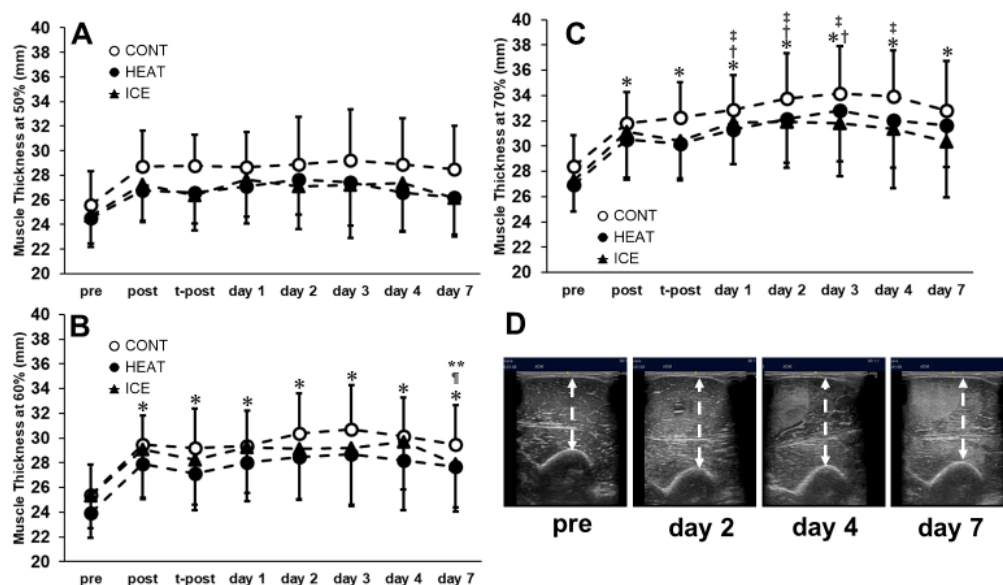 A
Muscle Thickness at 50% (mm)
40
38
36
34
32
30
28
26
24
22
20
CONT
HEAT
ICE
pre post t-post day 1 day 2 day 3 day 4 day 7
B
Muscle Thickness at 60% (mm)
40
38
36
34
32
30
28
26
24
22
20
CONT
HEAT
ICE
* * * * * * ** ¶ *
pre post t-post day 1 day 2 day 3 day 4 day 7
C
Muscle Thickness at 70% (mm)
40
38
36
34
32
30
28
26
24
22
20
‡ ‡ ‡ ‡
† † *† *
* * * * *
CONT
HEAT
ICE
pre post t-post day 1 day 2 day 3 day 4 day 7
D
pre day 2 day 4 day 7